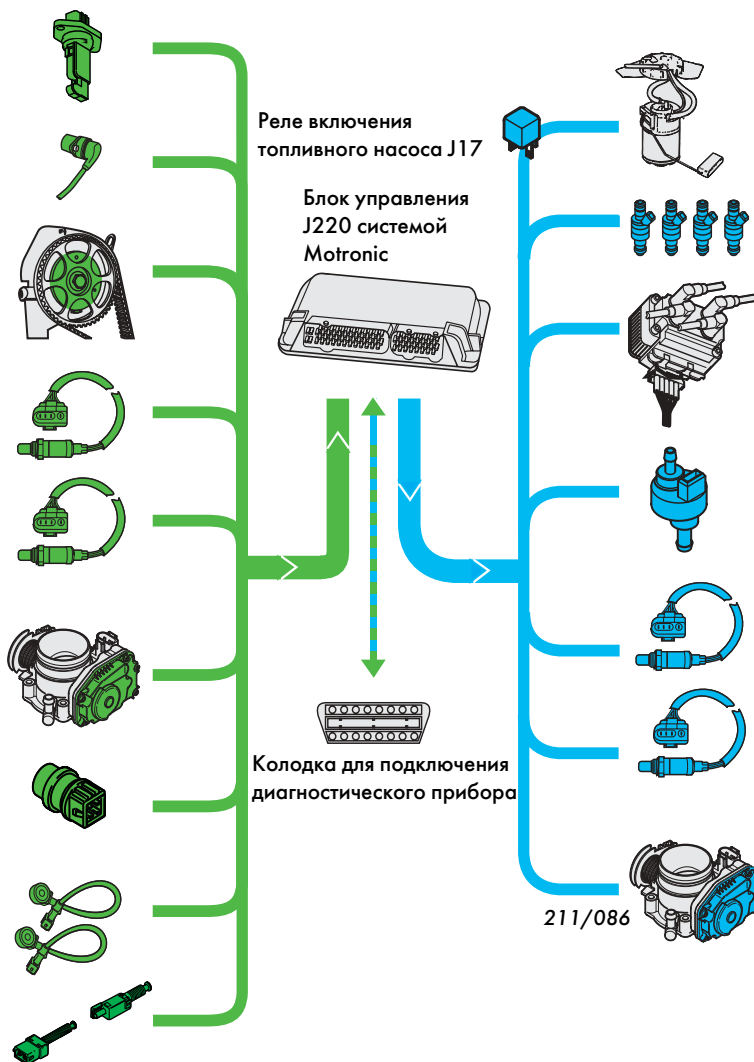 Реле включения
топливного насоса J17
Блок управления
J220 системой
Motronic
Колодка для подключения
диагностического прибора
211/086